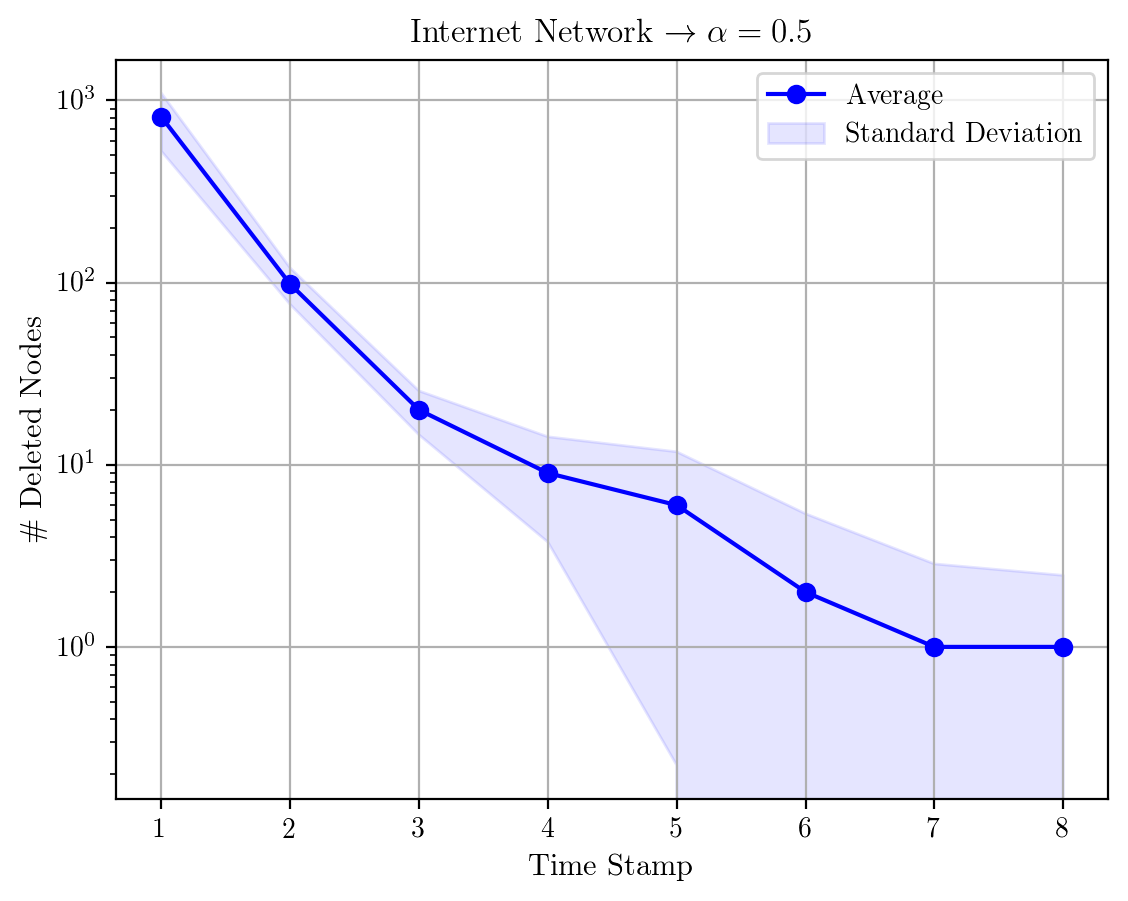 Internet Network → α = 0.5
Average
Standard Deviation
# Deleted Nodes
10³
10²
10¹
10⁰
1 2 3 4 5 6 7 8
Time Stamp